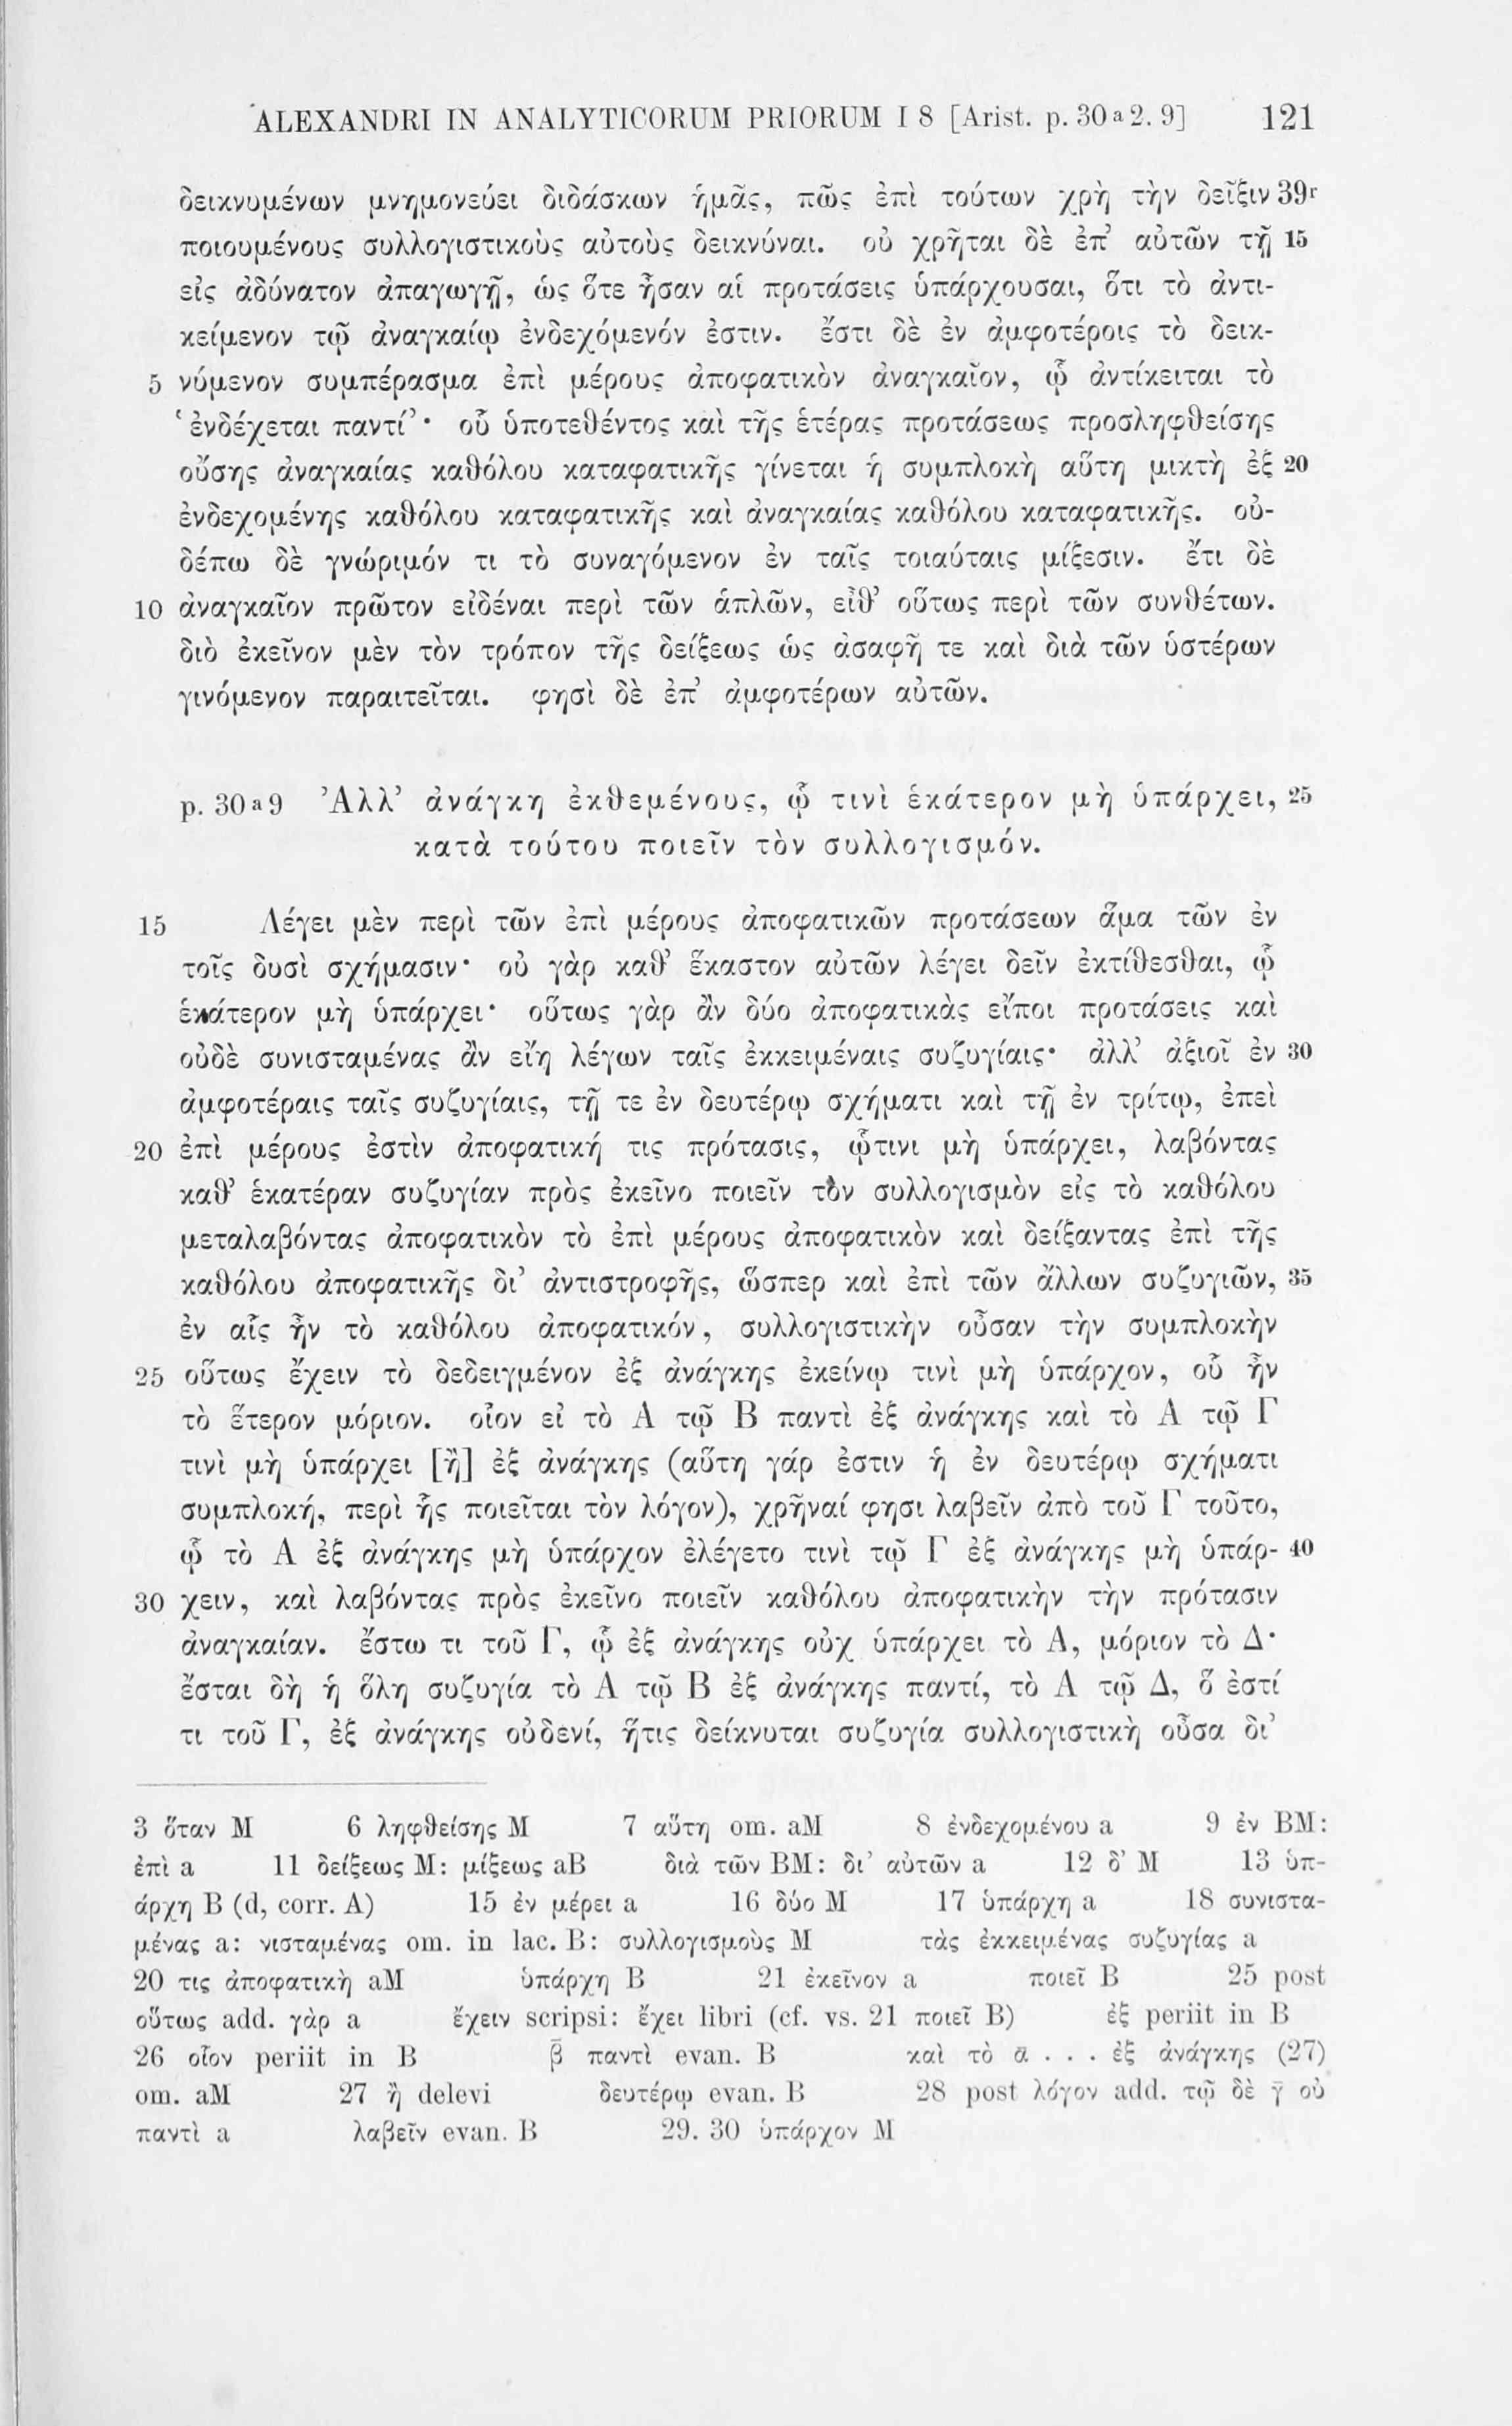 ALEXANDRI IN ANALYTICORUM PRIORUM I 8 [Arist. p. 30 a 2. 9] 121
δεικνυμένων μνημονεύει διδάσκων ἡμᾶς, πῶς ἐπὶ τούτων χρὴ τὴν δεῖξιν 39r
ποιουμένους συλλογιστικοὺς αὐτοὺς δεικνύναι. οὐ χρῆται δὲ ἐπ’ αὐτῶν τῇ 15
εἰς ἀδύνατον ἀπαγωγῇ, ὡς ὅτε ἦσαν αἱ προτάσεις ὑπάρχουσαι, ὅτι τὸ ἀντι-
κείμενον τῷ ἀναγκαίῳ ἐνδεχόμενόν ἐστιν. ἔστι δὲ ἐν ἀμφοτέροις τὸ δεικ-
5 νύμενον συμπέρασμα ἐπὶ μέρους ἀποφατικὸν ἀναγκαῖον, ᾧ ἀντίκειται τὸ
‘ἐνδέχεται παντί’· οὗ ὑποτεθέντος καὶ τῆς ἑτέρας προτάσεως προσληφθείσης
οὔσης ἀναγκαίας καθόλου καταφατικῆς γίνεται ἡ συμπλοκὴ αὕτη μικτὴ ἐξ 20
ἐνδεχομένης καθόλου καταφατικῆς καὶ ἀναγκαίας καθόλου καταφατικῆς. οὐ-
δέπω δὲ γνώριμόν τι τὸ συναγόμενον ἐν ταῖς τοιαύταις μίξεσιν. ἔτι δὲ
10 ἀναγκαῖον πρῶτον εἰδέναι περὶ τῶν ἁπλῶν, εἶθ’ οὕτως περὶ τῶν συνθέτων.
διὸ ἐκεῖνον μὲν τὸν τρόπον τῆς δείξεως ὡς ἀσαφῆ τε καὶ διὰ τῶν ὑστέρων
γινόμενον παραιτεῖται. φησὶ δὲ ἐπ’ ἀμφοτέρων αὐτῶν.
p. 30 a 9 Ἀλλ’ ἀνάγκη ἐκθεμένους, ᾧ τινὶ ἑκάτερον μὴ ὑπάρχει, 25
κατὰ τούτου ποιεῖν τὸν συλλογισμόν.
15 Λέγει μὲν περὶ τῶν ἐπὶ μέρους ἀποφατικῶν προτάσεων ἅμα τῶν ἐν
τοῖς δυσὶ σχήμασιν· οὐ γὰρ καθ’ ἕκαστον αὐτῶν λέγει δεῖν ἐκτίθεσθαι, ᾧ
ἑκάτερον μὴ ὑπάρχει· οὕτως γὰρ ἂν δύο ἀποφατικὰς εἴποι προτάσεις καὶ
οὐδὲ συνισταμένας ἂν εἴη λέγων ταῖς ἐκκειμέναις συζυγίαις· ἀλλ’ ἀξιοῖ ἐν 30
ἀμφοτέραις ταῖς συζυγίαις, τῇ τε ἐν δευτέρῳ σχήματι καὶ τῇ ἐν τρίτῳ, ἐπεὶ
20 ἐπὶ μέρους ἐστὶν ἀποφατική τις πρότασις, ᾧτινι μὴ ὑπάρχει, λαβόντας
καθ’ ἑκατέραν συζυγίαν πρὸς ἐκεῖνο ποιεῖν τὸν συλλογισμὸν εἰς τὸ καθόλου
μεταλαβόντας ἀποφατικὸν τὸ ἐπὶ μέρους ἀποφατικὸν καὶ δείξαντας ἐπὶ τῆς
καθόλου ἀποφατικῆς δι’ ἀντιστροφῆς, ὥσπερ καὶ ἐπὶ τῶν ἄλλων συζυγιῶν, 35
ἐν αἷς ἦν τὸ καθόλου ἀποφατικόν, συλλογιστικὴν οὖσαν τὴν συμπλοκὴν
25 οὕτως ἔχειν τὸ δεδειγμένον ἐξ ἀνάγκης ἐκείνῳ τινὶ μὴ ὑπάρχον, οὗ ἦν
τὸ ἕτερον μόριον. οἷον εἰ τὸ Α τῷ Β παντὶ ἐξ ἀνάγκης καὶ τὸ Α τῷ Γ
τινὶ μὴ ὑπάρχει [ἢ] ἐξ ἀνάγκης (αὕτη γάρ ἐστιν ἡ ἐν δευτέρῳ σχήματι
συμπλοκή, περὶ ἧς ποιεῖται τὸν λόγον), χρῆναί φησι λαβεῖν ἀπὸ τοῦ Γ τοῦτο,
ᾧ τὸ Α ἐξ ἀνάγκης μὴ ὑπάρχον ἐλέγετο τινὶ τῷ Γ ἐξ ἀνάγκης μὴ ὑπάρ- 40
30 χειν, καὶ λαβόντας πρὸς ἐκεῖνο ποιεῖν καθόλου ἀποφατικὴν τὴν πρότασιν
ἀναγκαίαν. ἔστω τι τοῦ Γ, ᾧ ἐξ ἀνάγκης οὐχ ὑπάρχει τὸ Α, μόριον τὸ Δ·
ἔσται δὴ ἡ ὅλη συζυγία τὸ Α τῷ Β ἐξ ἀνάγκης παντί, τὸ Α τῷ Δ, ὅ ἐστί
τι τοῦ Γ, ἐξ ἀνάγκης οὐδενί, ἥτις δείκνυται συζυγία συλλογιστικὴ οὖσα δι’
3 ὅταν M 6 ληφθείσης M 7 αὕτη om. aM 8 ἐνδεχομένου a 9 ἐν BM:
ἐπὶ a 11 δείξεως M: μίξεως aB διὰ τῶν BM: δι’ αὐτῶν a 12 δ’ M 13 ὑπ-
άρχη B (d, corr. A) 15 ἐν μέρει a 16 δύο M 17 ὑπάρχη a 18 συνιστα-
μένας a: νισταμένας om. in lac. B: συλλογισμοὺς M τὰς ἐκκειμένας συζυγίας a
20 τις ἀποφατικὴ aM ὑπάρχη B 21 ἐκεῖνον a ποιεῖ B 25 post
οὕτως add. γὰρ a ἔχειν scripsi: ἔχει libri (cf. vs. 21 ποιεῖ B) ἐξ periit in B
26 οἷον periit in B β̄ παντὶ evan. B καὶ τὸ ᾱ . . . ἐξ ἀνάγκης (27)
om. aM 27 ἢ delevi δευτέρῳ evan. B 28 post λόγον add. τῷ δὲ γ̄ οὐ
παντὶ a λαβεῖν evan. B 29. 30 ὑπάρχον M